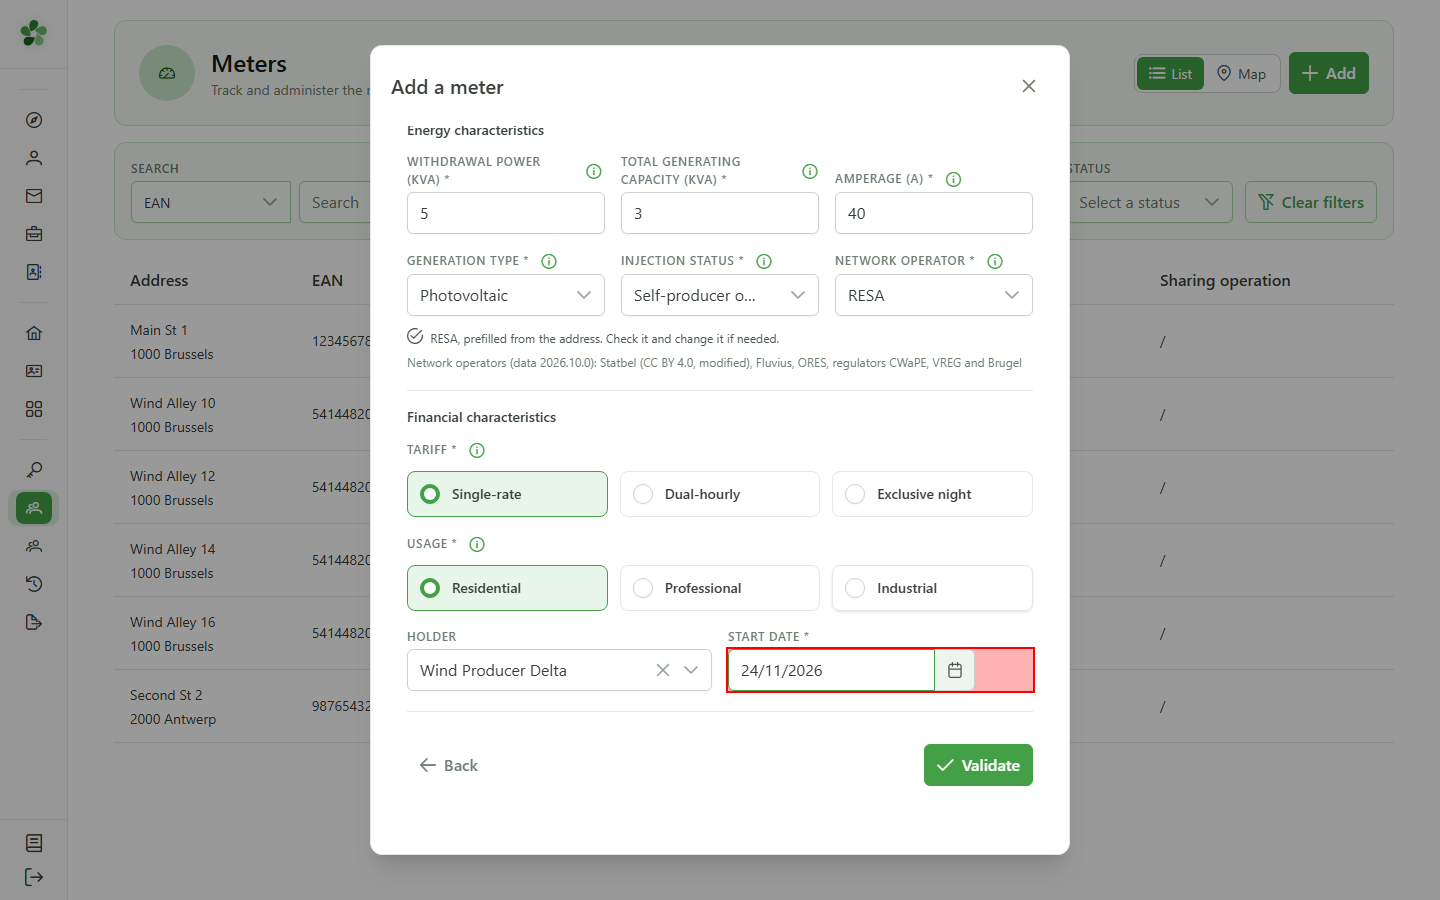 Meters
Track and administer the
List
Map
Add
SEARCH
EAN
Search
STATUS
Select a status
Clear filters
Address
EAN
Sharing operation
Main St 1
1000 Brussels
12345678
/
Wind Alley 10
1000 Brussels
54144820
/
Wind Alley 12
1000 Brussels
54144820
/
Wind Alley 14
1000 Brussels
54144820
/
Wind Alley 16
1000 Brussels
54144820
/
Second St 2
2000 Antwerp
98765432
/
Add a meter
Energy characteristics
WITHDRAWAL POWER (KVA) *
5
TOTAL GENERATING CAPACITY (KVA) *
3
AMPERAGE (A) *
40
GENERATION TYPE *
Photovoltaic
INJECTION STATUS *
Self-producer o...
NETWORK OPERATOR *
RESA
RESA, prefilled from the address. Check it and change it if needed.
Network operators (data 2026.10.0): Statbel (CC BY 4.0, modified), Fluvius, ORES, regulators CWaPE, VREG and Brugel
Financial characteristics
TARIFF *
Single-rate
Dual-hourly
Exclusive night
USAGE *
Residential
Professional
Industrial
HOLDER
Wind Producer Delta
START DATE *
24/11/2026
Back
Validate